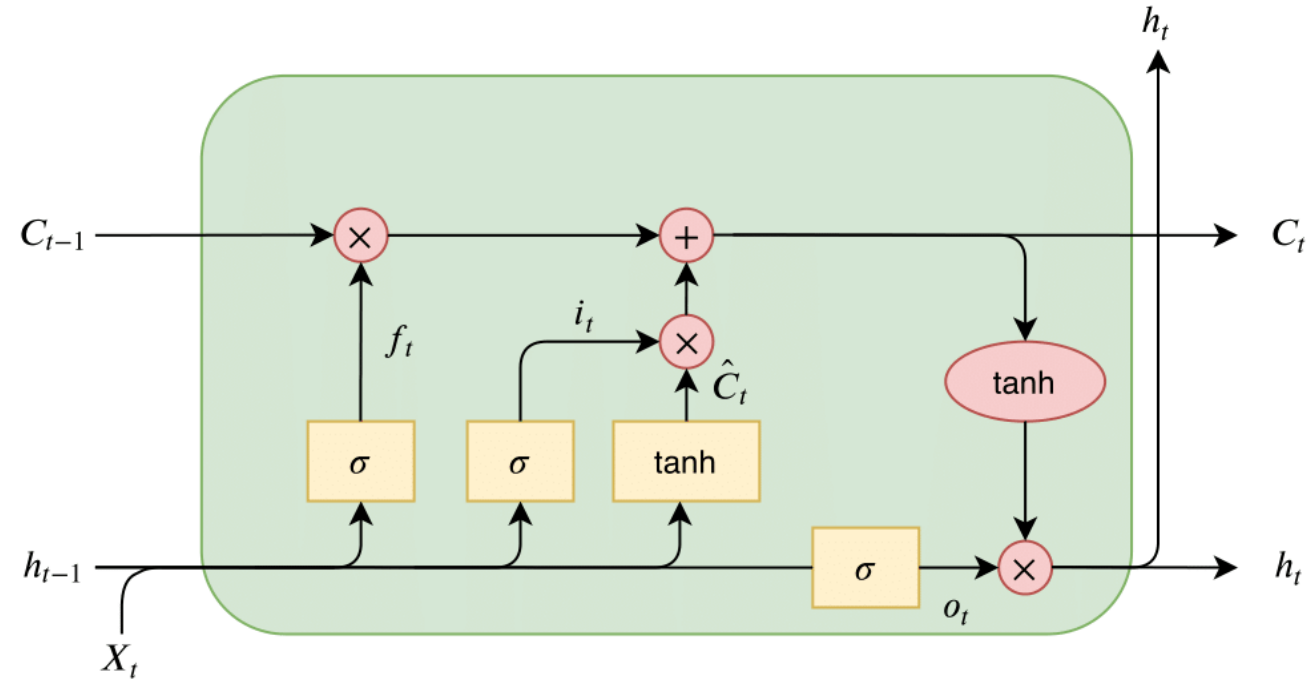 h_t
C_{t−1}
×
+
C_t
i_t
f_t
×
Ĉ_t
tanh
σ
σ
tanh
h_{t−1}
σ
×
h_t
o_t
X_t